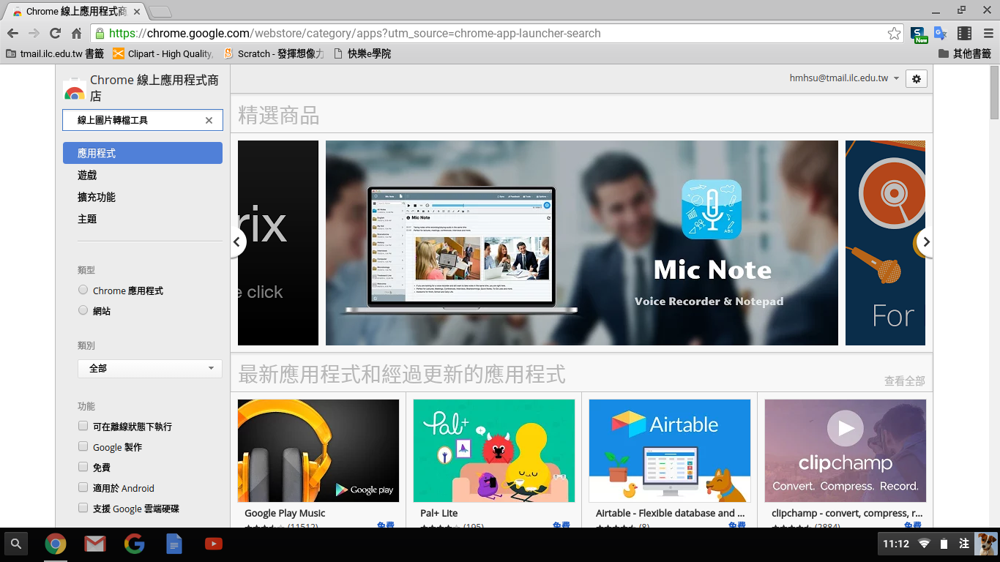 Chrome 線上應用程式商
https://chrome.google.com/webstore/category/apps?utm_source=chrome-app-launcher-search
New
tmail.ilc.edu.tw 書籤
Clipart - High Quality,
Scratch - 發揮想像力
快樂e學院
其他書籤
Chrome 線上應用程式商
店
hmhsu@tmail.ilc.edu.tw
線上圖片轉檔工具
應用程式
遊戲
擴充功能
主題
類型
Chrome 應用程式
網站
類別
全部
功能
可在離線狀態下執行
Google 製作
免費
適用於 Android
支援 Google 雲端硬碟
精選商品
rix
e click
Mic Note
Mic Note
Voice Recorder & Notepad
ABC
For
最新應用程式和經過更新的應用程式
查看全部
Google play
Pal+
Airtable
clipchamp
Convert. Compress. Record.
Google Play Music
(11512)
免費
Pal+ Lite
(195)
免費
Airtable - Flexible database and ...
(8)
免費
clipchamp - convert, compress, r...
(2884)
免費
11:12
注